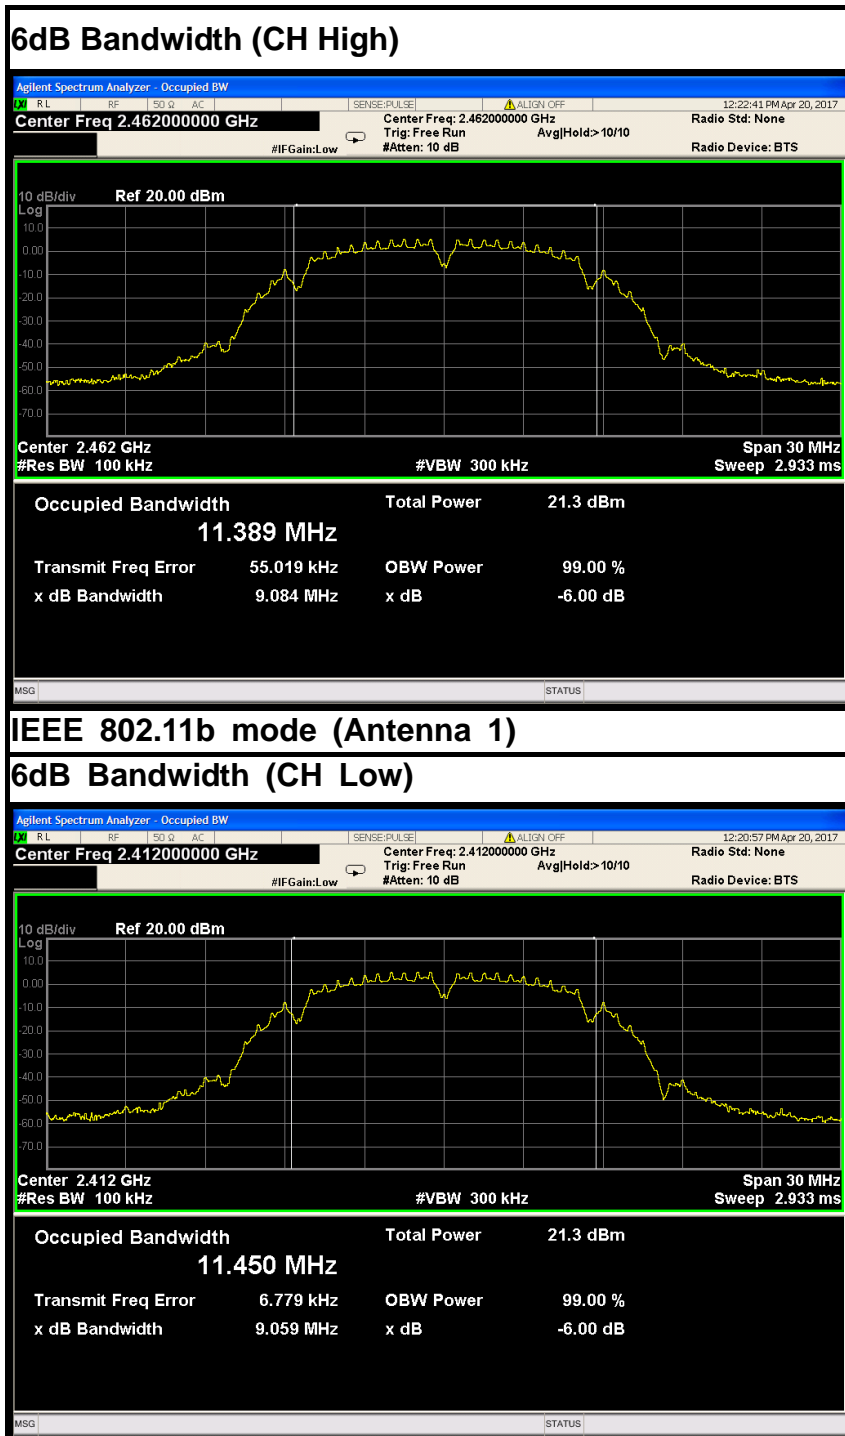 6dB Bandwidth (CH High)
Agilent Spectrum Analyzer - Occupied BW
LXI RL RF 50 Ω AC SENSE:PULSE ALIGN OFF 12:22:41 PM Apr 20, 2017
Center Freq 2.462000000 GHz Center Freq: 2.462000000 GHz Radio Std: None
Trig: Free Run Avg|Hold:>10/10
#IFGain:Low #Atten: 10 dB Radio Device: BTS
10 dB/div Ref 20.00 dBm
Log
10.0
0.00
-10.0
-20.0
-30.0
-40.0
-50.0
-60.0
-70.0
Center 2.462 GHz Span 30 MHz
#Res BW 100 kHz #VBW 300 kHz Sweep 2.933 ms
Occupied Bandwidth Total Power 21.3 dBm
11.389 MHz
Transmit Freq Error 55.019 kHz OBW Power 99.00 %
x dB Bandwidth 9.084 MHz x dB -6.00 dB
MSG STATUS
IEEE 802.11b mode (Antenna 1)
6dB Bandwidth (CH Low)
Agilent Spectrum Analyzer - Occupied BW
LXI RL RF 50 Ω AC SENSE:PULSE ALIGN OFF 12:20:57 PM Apr 20, 2017
Center Freq 2.412000000 GHz Center Freq: 2.412000000 GHz Radio Std: None
Trig: Free Run Avg|Hold:>10/10
#IFGain:Low #Atten: 10 dB Radio Device: BTS
10 dB/div Ref 20.00 dBm
Log
10.0
0.00
-10.0
-20.0
-30.0
-40.0
-50.0
-60.0
-70.0
Center 2.412 GHz Span 30 MHz
#Res BW 100 kHz #VBW 300 kHz Sweep 2.933 ms
Occupied Bandwidth Total Power 21.3 dBm
11.450 MHz
Transmit Freq Error 6.779 kHz OBW Power 99.00 %
x dB Bandwidth 9.059 MHz x dB -6.00 dB
MSG STATUS